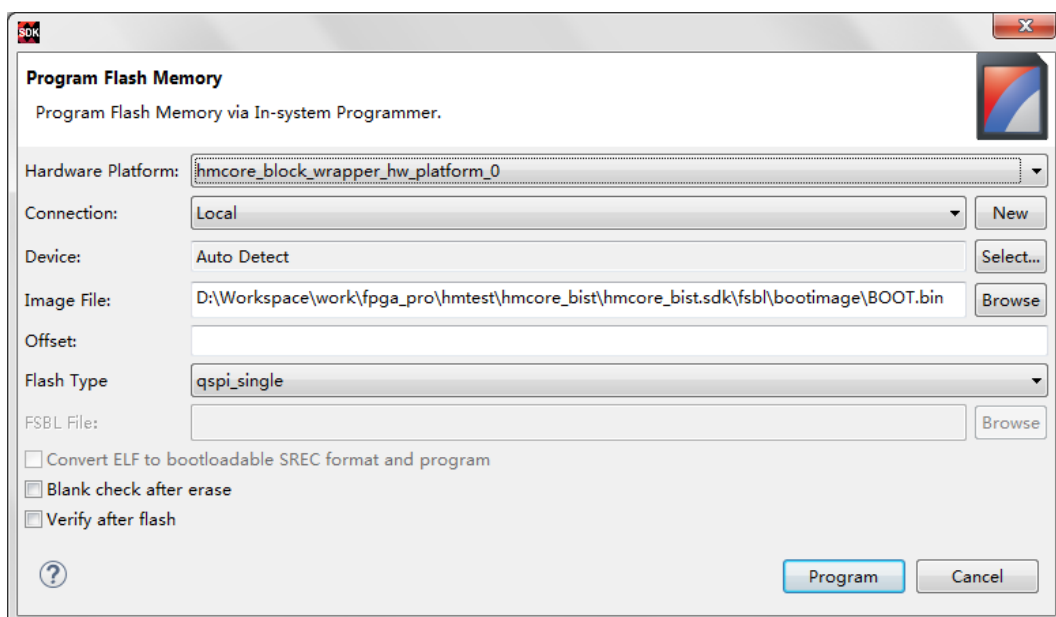 SDK
Program Flash Memory
Program Flash Memory via In-system Programmer.
Hardware Platform: hmcore_block_wrapper_hw_platform_0
Connection: Local New
Device: Auto Detect Select...
Image File: D:\Workspace\work\fpga_pro\hmtest\hmcore_bist\hmcore_bist.sdk\fsbl\bootimage\BOOT.bin Browse
Offset:
Flash Type qspi_single
FSBL File: Browse
Convert ELF to bootloadable SREC format and program
Blank check after erase
Verify after flash
? Program Cancel